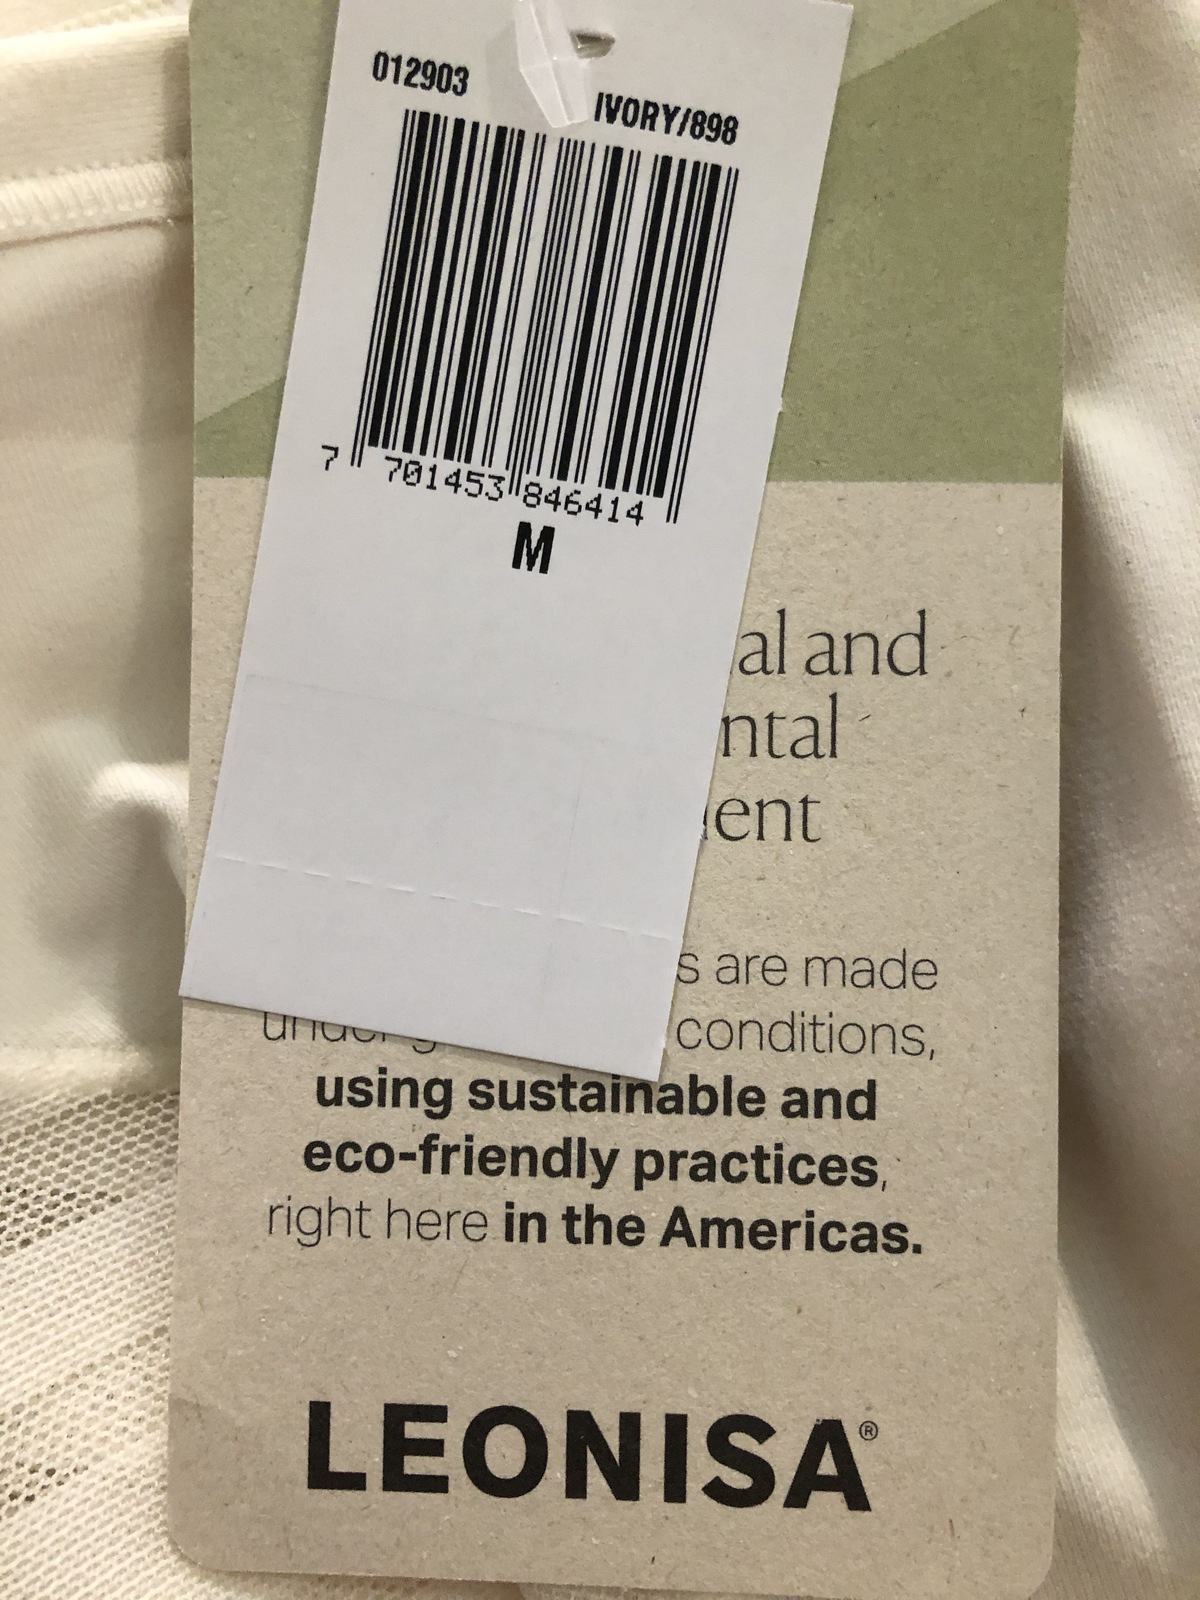 012903
IVORY/898
7 701453 846414
M
al and
ntal
ent
s are made
conditions,
using sustainable and
eco-friendly practices,
right here in the Americas.
LEONISA®